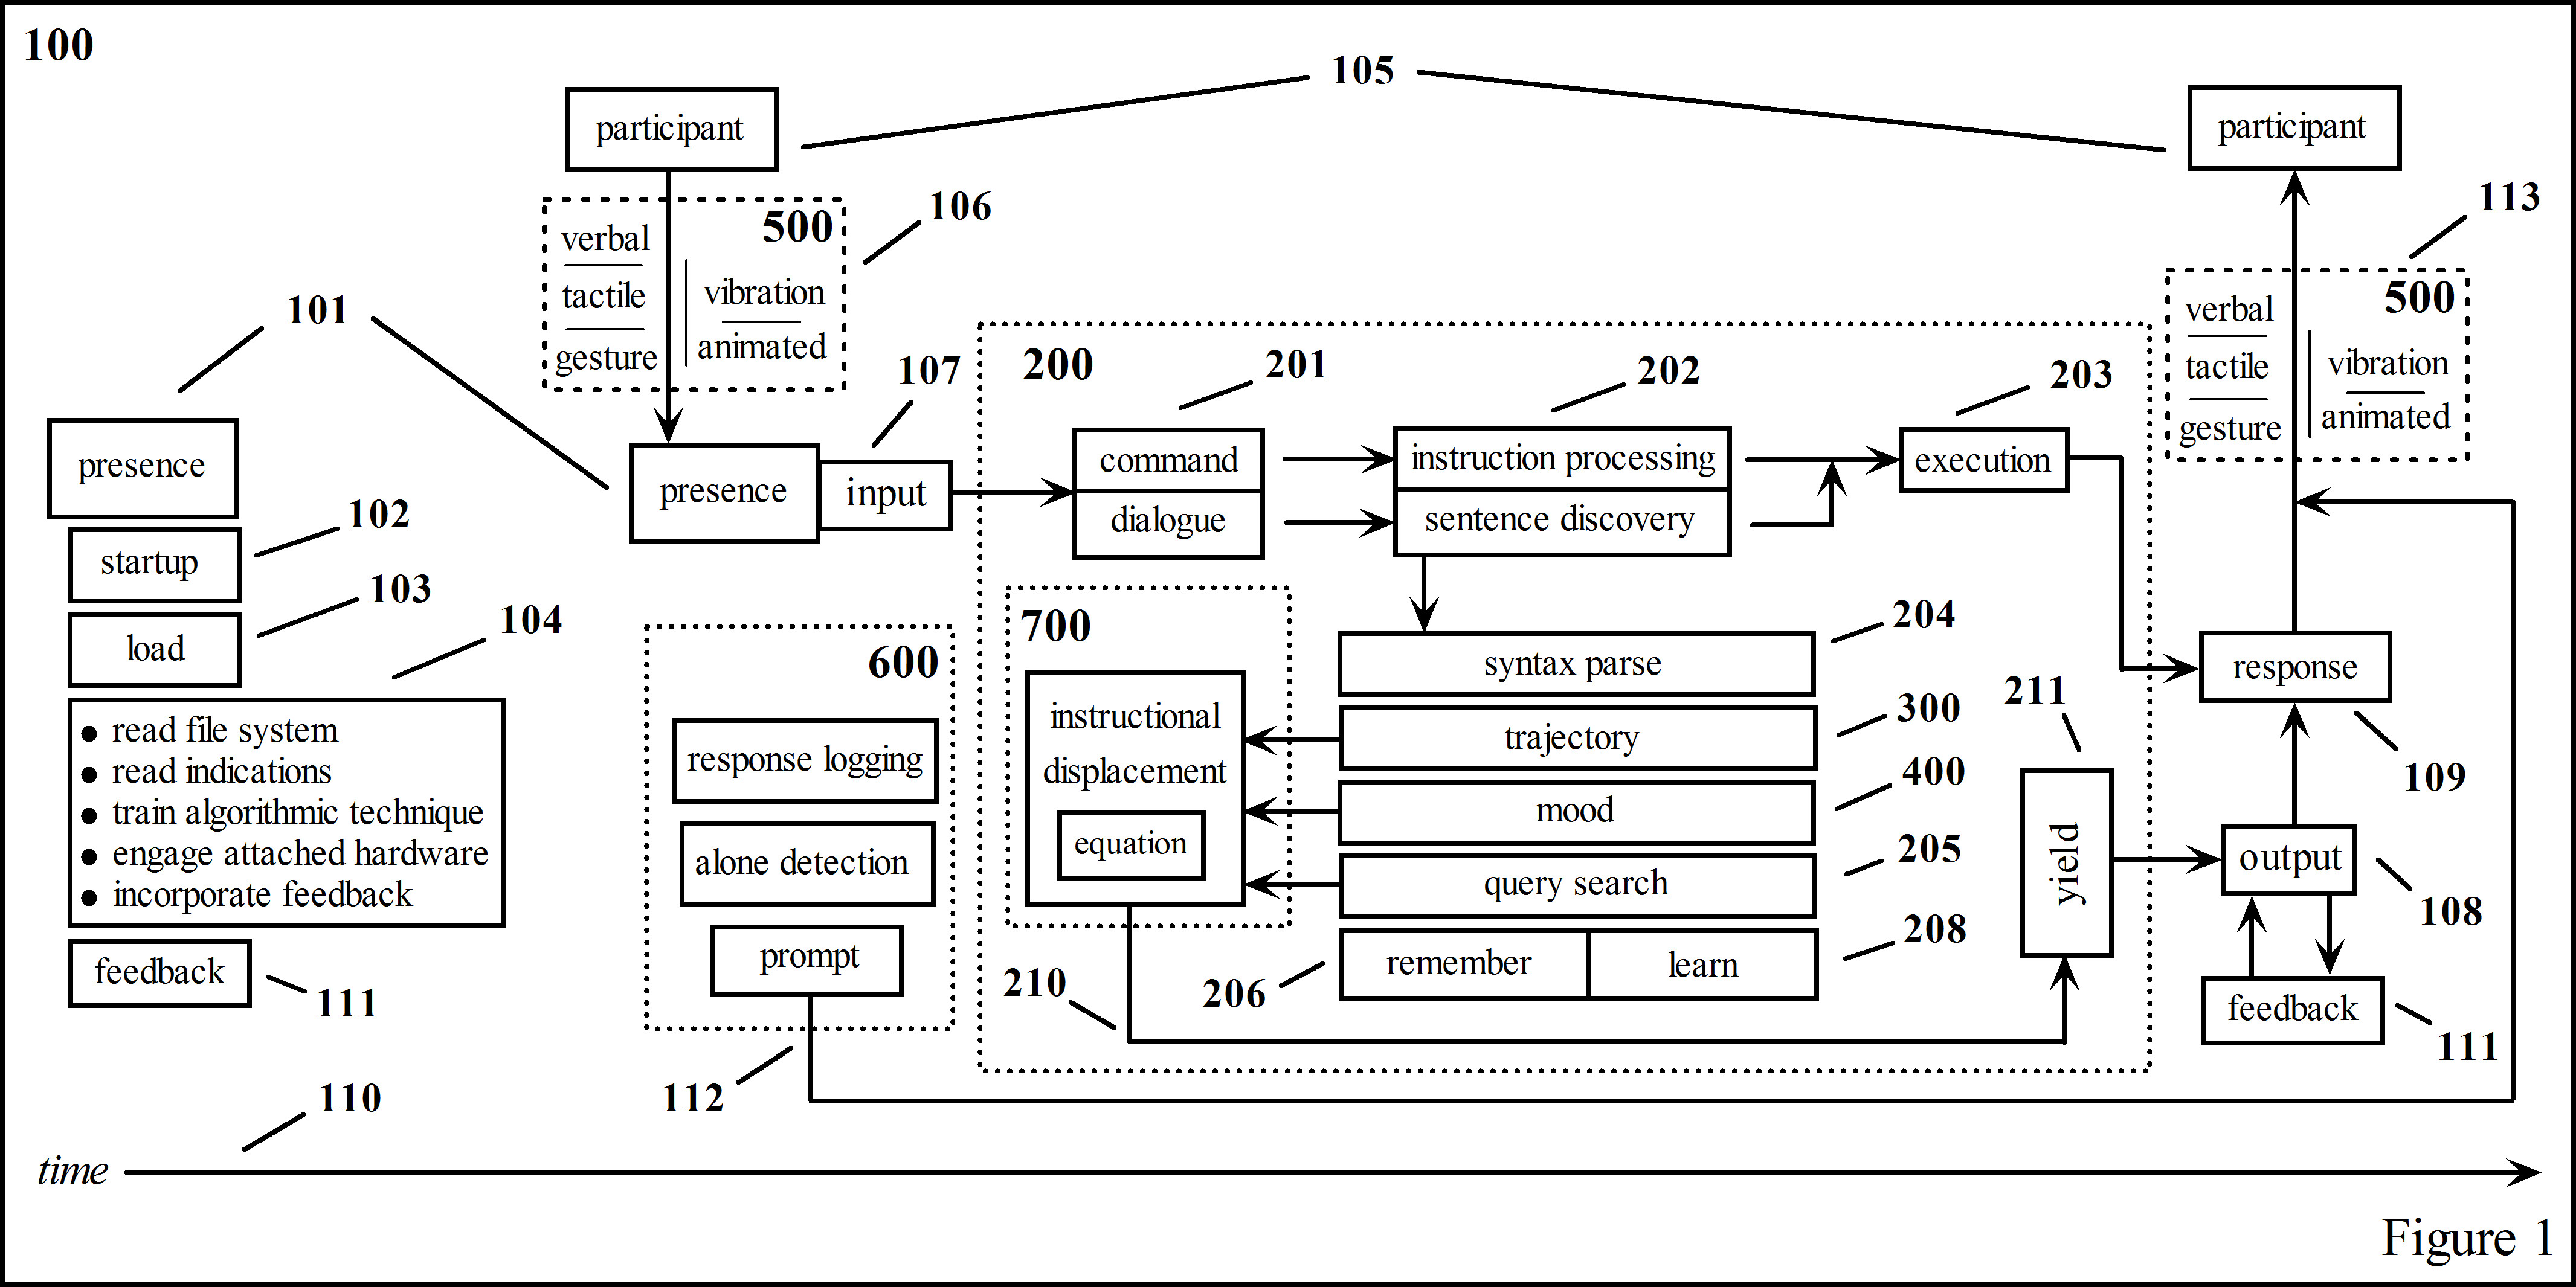 100
105
participant
participant
106
113
verbal
500
tactile
vibration
gesture
animated
verbal
500
tactile
vibration
gesture
animated
101
107
200
201
202
203
presence
startup
102
load
103
104
• read file system
• read indications
• train algorithmic technique
• engage attached hardware
• incorporate feedback
feedback
111
presence
input
command
dialogue
instruction processing
sentence discovery
execution
600
response logging
alone detection
prompt
112
700
instructional
displacement
equation
210
syntax parse
204
trajectory
300
mood
400
query search
205
206
remember
learn
208
211
yield
response
109
output
108
feedback
111
110
time
Figure 1